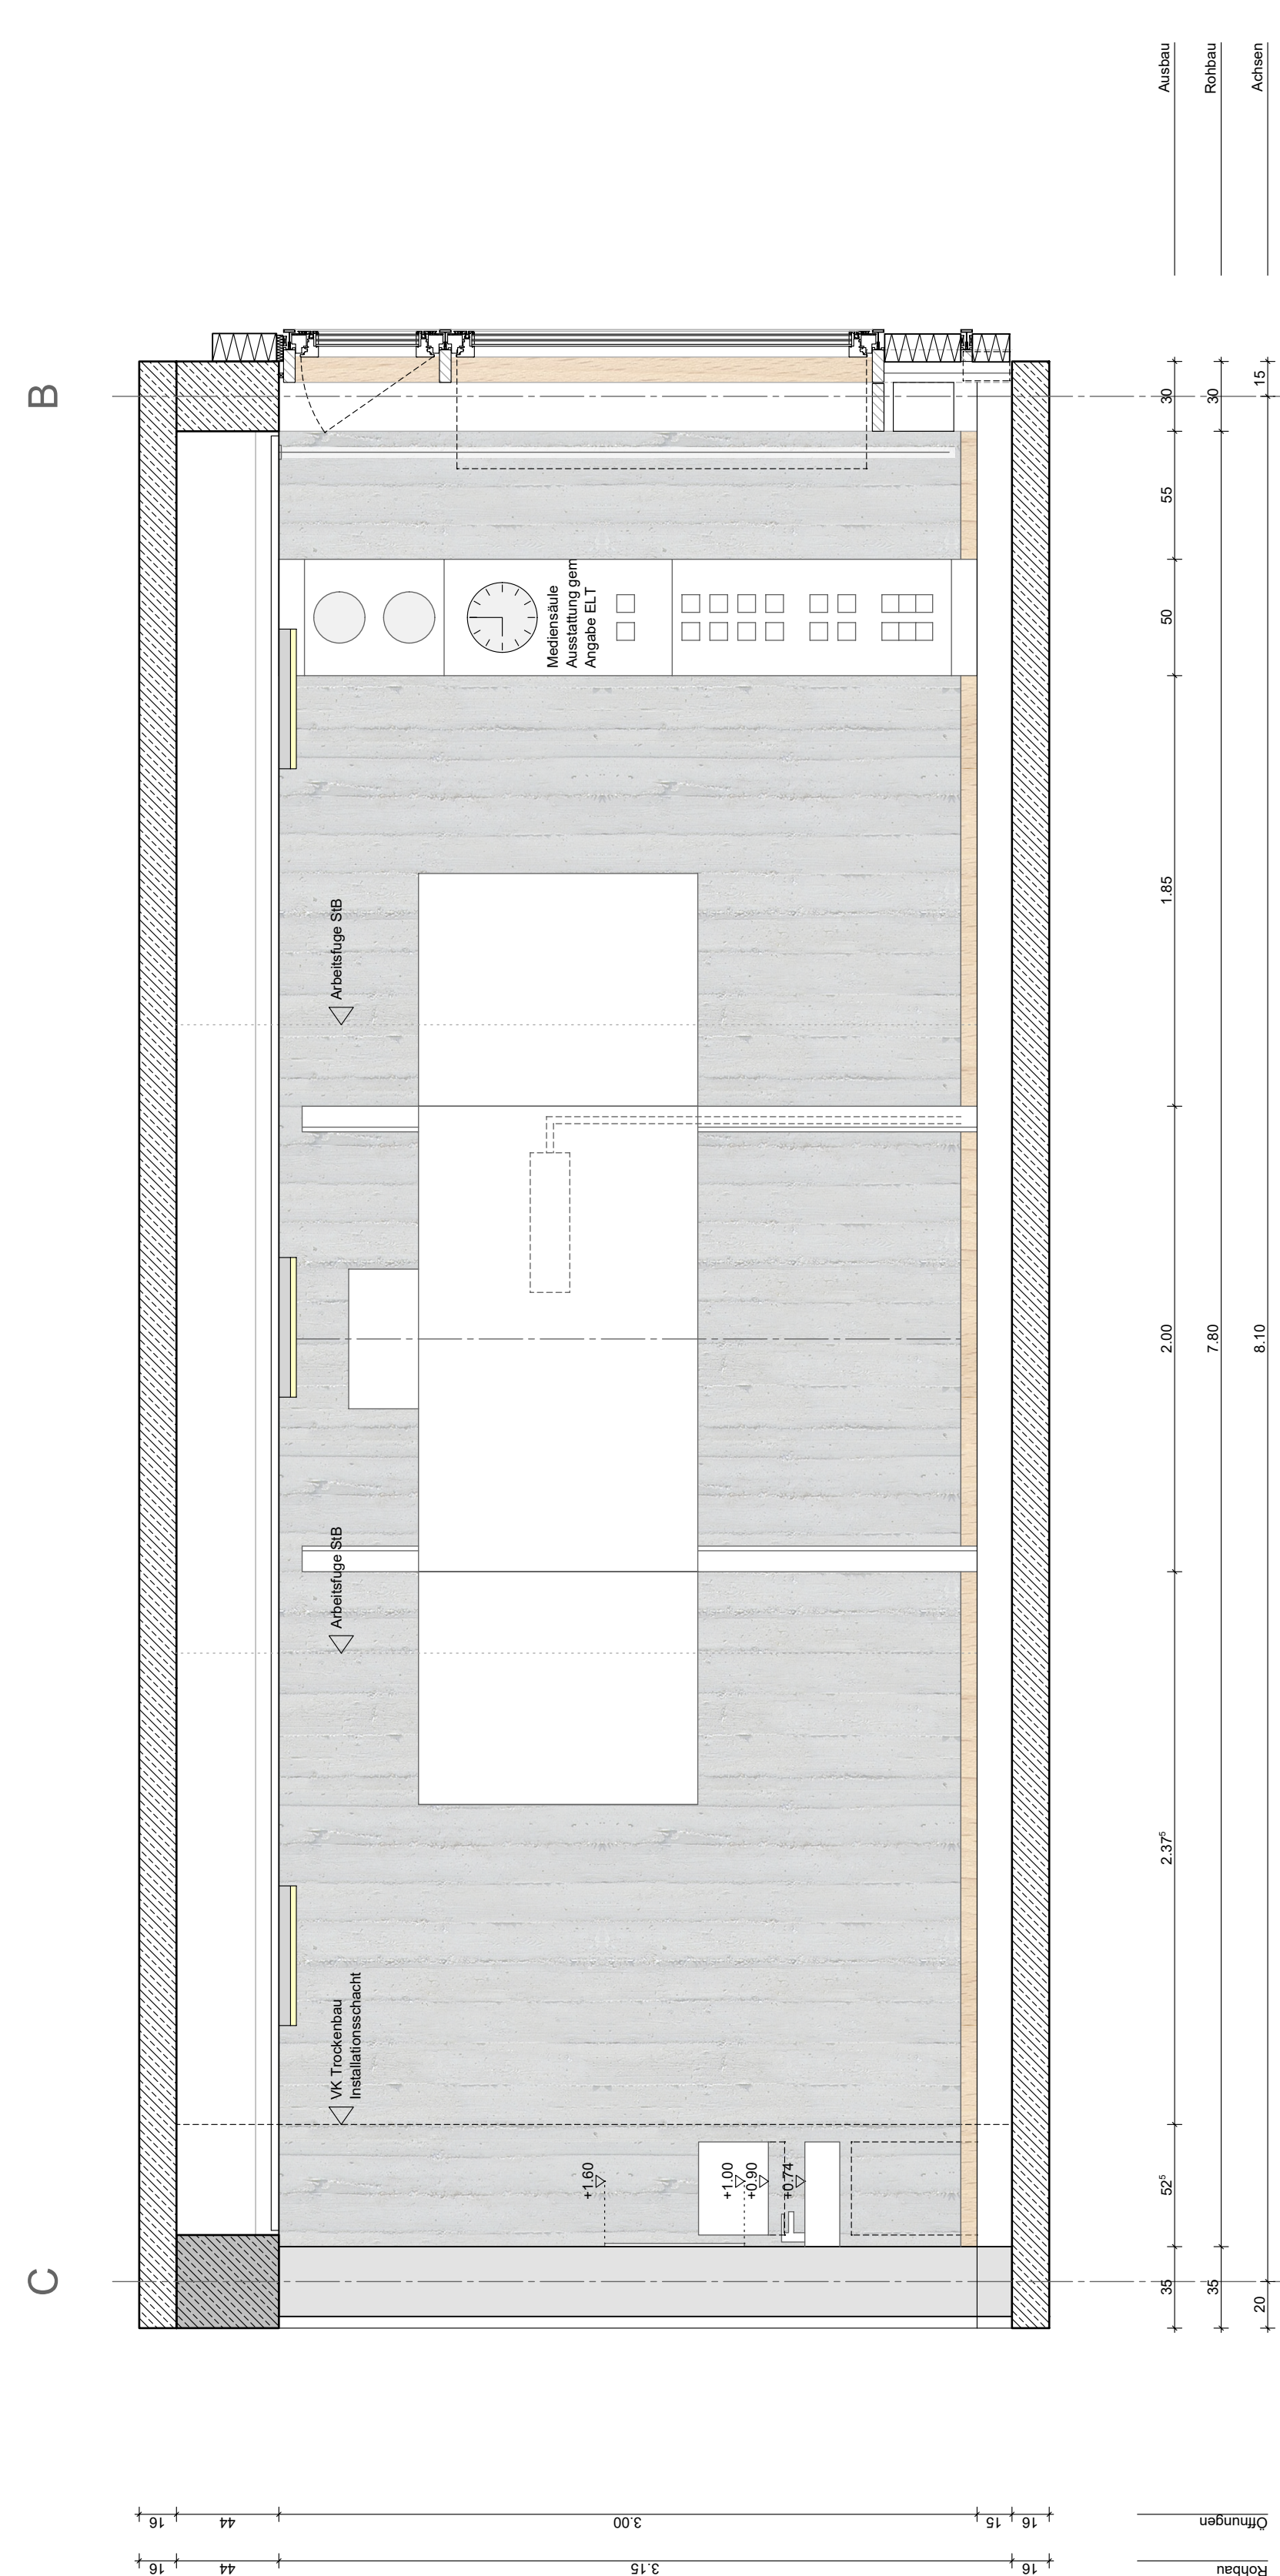 Ausbau
Rohbau
Achsen
B
15
30
30
55
50
Mediensäule
Ausstattung gem
Angabe ELT
1.85
Arbeitsfuge StB
2.00
7.80
8.10
Arbeitsfuge StB
2.37⁵
VK Trockenbau
Installationsschacht
+1.60
+1.00
+0.90
+0.74
52⁵
C
35
35
20
16
44
3.00
15
16
Öffnungen
16
44
3.15
16
Rohbau